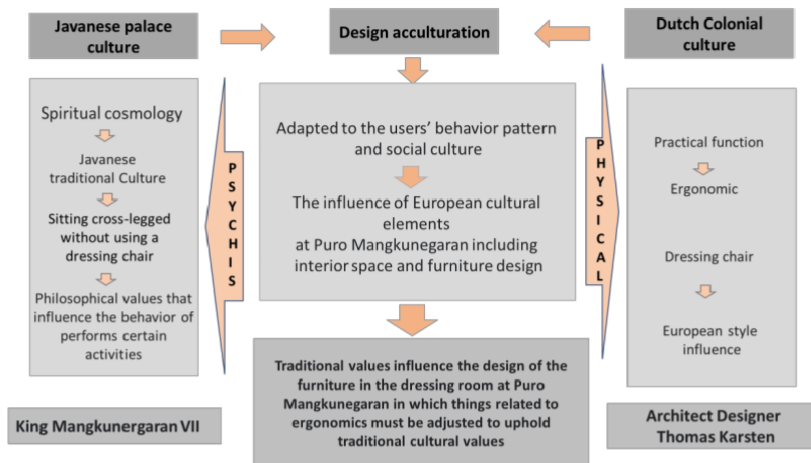 Javanese palace
culture
Design acculturation
Dutch Colonial
culture
Spiritual cosmology
Javanese
traditional Culture
Sitting cross-legged
without using a
dressing chair
Philosophical values that
influence the behavior of
performs certain
activities
King Mangkunergaran VII
PSYCHIS
Adapted to the users' behavior pattern
and social culture
The influence of European cultural
elements
at Puro Mangkunegaran including
interior space and furniture design
Traditional values influence the design of the
furniture in the dressing room at Puro
Mangkunegaran in which things related to
ergonomics must be adjusted to uphold
traditional cultural values
PHYSICAL
Practical function
Ergonomic
Dressing chair
European style
influence
Architect Designer
Thomas Karsten